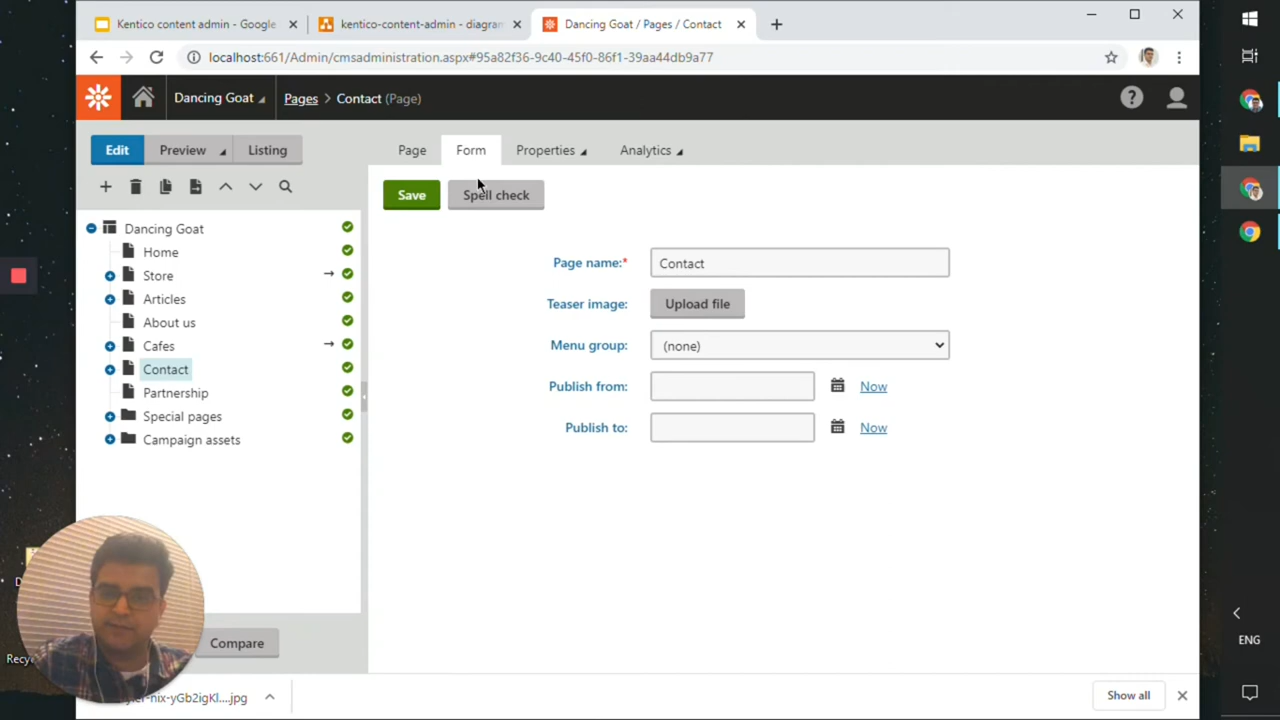 Kentico content admin - Google
kentico-content-admin - diagram
Dancing Goat / Pages / Contact
localhost:661/Admin/cmsadministration.aspx#95a82f36-9c40-45f0-86f1-39aa44db9a77
Dancing Goat
Pages > Contact (Page)
Edit
Preview
Listing
Page
Form
Properties
Analytics
Save
Spell check
Dancing Goat
Home
Store
Articles
About us
Cafes
Contact
Partnership
Special pages
Campaign assets
Page name:* Contact
Teaser image: Upload file
Menu group: (none)
Publish from: Now
Publish to: Now
Compare
Show all
ENG